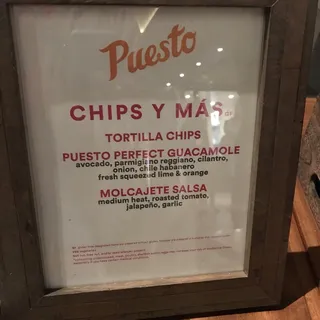 Puesto
CHIPS Y MÁS GF
TORTILLA CHIPS
PUESTO PERFECT GUACAMOLE
avocado, parmigiano reggiano, cilantro,
onion, chile habanero
fresh squeezed lime & orange
MOLCAJETE SALSA
medium heat, roasted tomato,
jalapeño, garlic